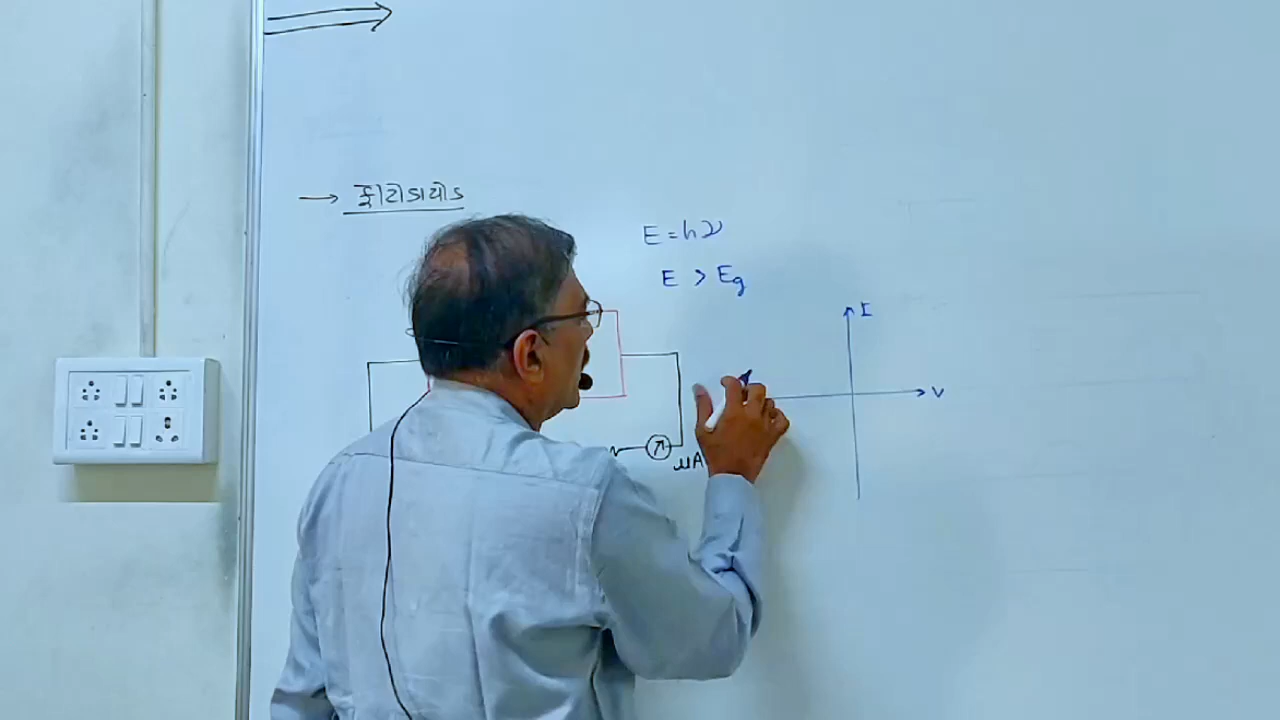 → ફોટોડાયોડ
E = hν
E > Eg
I
V
μA